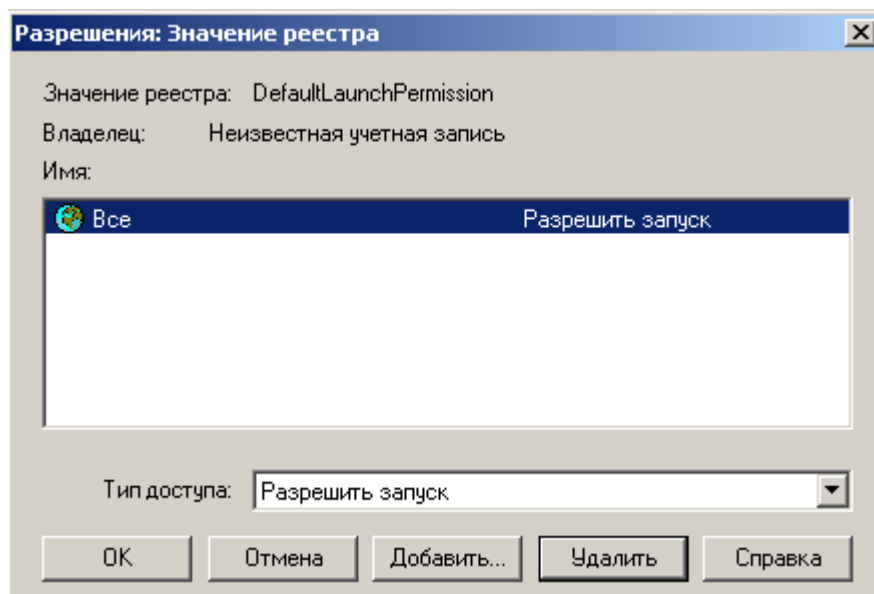 Разрешения: Значение реестра
Значение реестра: DefaultLaunchPermission
Владелец: Неизвестная учетная запись
Имя:
Все Разрешить запуск
Тип доступа: Разрешить запуск
ОК Отмена Добавить... Удалить Справка